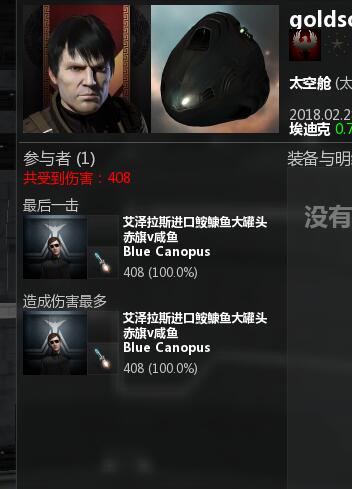 goldsc
太空舱 (太
2018.02.2
埃迪克 0.7
参与者 (1)
共受到伤害：408
装备与明
没有
最后一击
艾泽拉斯进口鮟鱇鱼大罐头
赤旗v咸鱼
Blue Canopus
408 (100.0%)
造成伤害最多
艾泽拉斯进口鮟鱇鱼大罐头
赤旗v咸鱼
Blue Canopus
408 (100.0%)